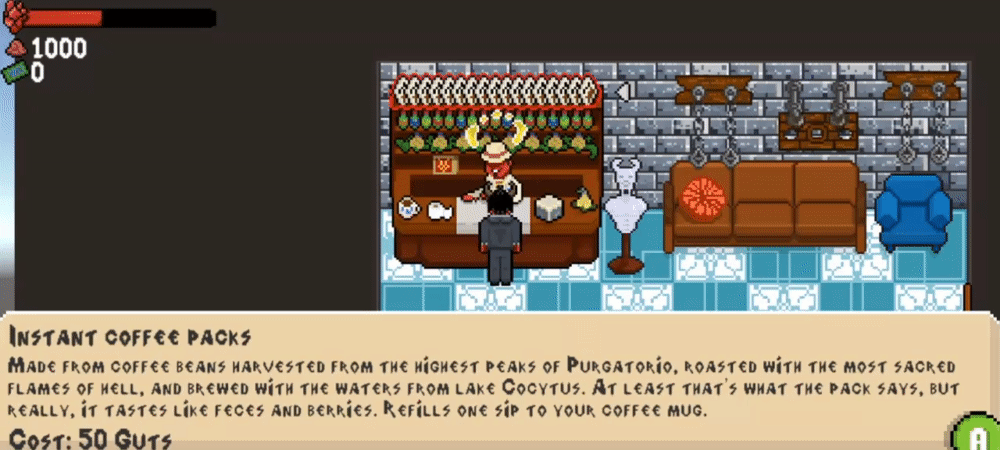 1000
0
Instant coffee packs
Made from coffee beans harvested from the highest peaks of Purgatorio, roasted with the most sacred
flames of hell, and brewed with the waters from lake Cocytus. At least that's what the pack says, but
really, it tastes like feces and berries. Refills one sip to your coffee mug.
Cost: 50 Guts
A